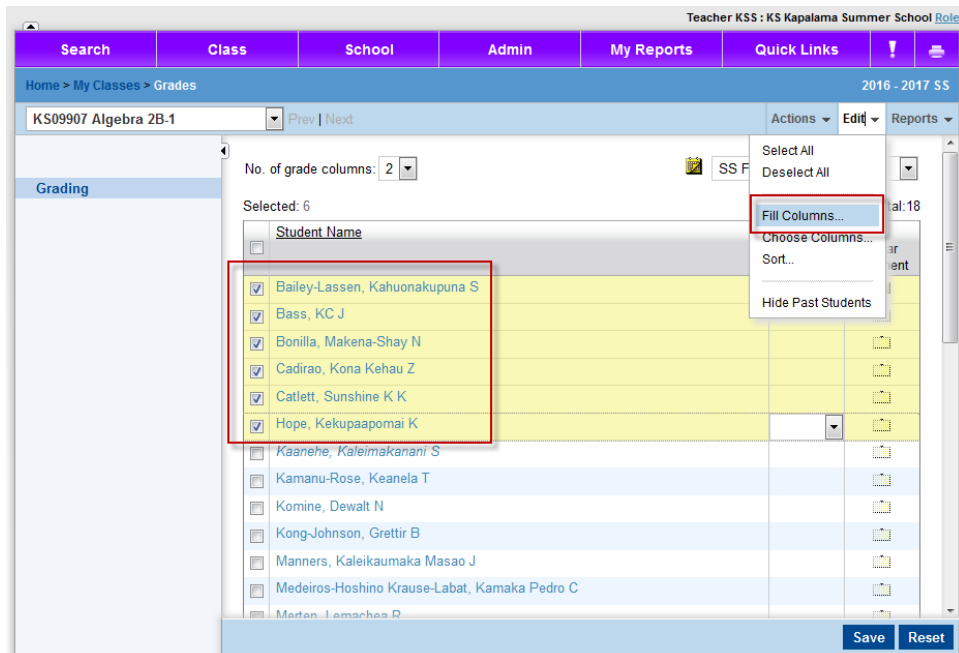 Teacher KSS : KS Kapalama Summer School Role
Search Class School Admin My Reports Quick Links !
Home > My Classes > Grades 2016 - 2017 SS
KS09907 Algebra 2B-1 Prev | Next Actions Edit Reports
Grading
No. of grade columns: 2 SS F
Selected: 6 tal:18
Student Name
ar
ent
Select All
Deselect All
Fill Columns...
Choose Columns...
Sort...
Hide Past Students
Bailey-Lassen, Kahuonakupuna S
Bass, KC J
Bonilla, Makena-Shay N
Cadirao, Kona Kehau Z
Catlett, Sunshine K K
Hope, Kekupaapomai K
Kaanehe, Kaleimakanani S
Kamanu-Rose, Keanela T
Komine, Dewalt N
Kong-Johnson, Grettir B
Manners, Kaleikaumaka Masao J
Medeiros-Hoshino Krause-Labat, Kamaka Pedro C
Merten, Lemachea R
Save Reset